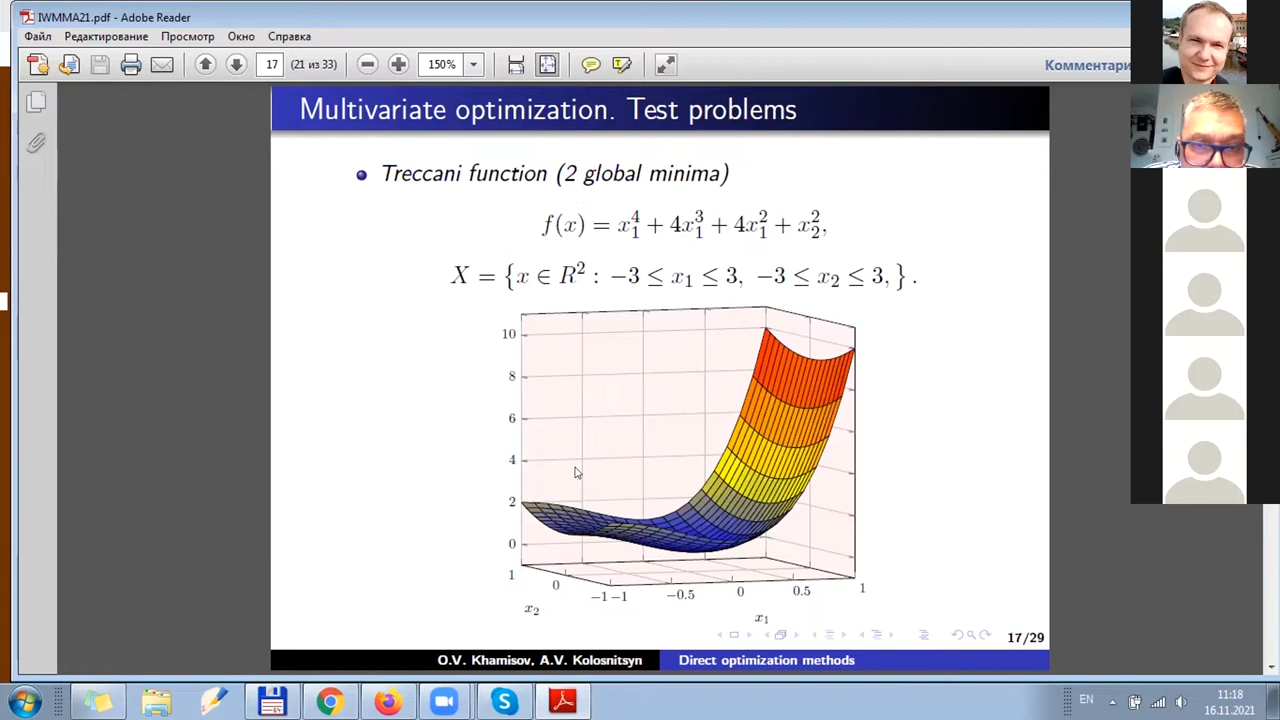 IWMMA21.pdf - Adobe Reader
Файл Редактирование Просмотр Окно Справка
17 (21 из 33) 150% Комментари
Multivariate optimization. Test problems
Treccani function (2 global minima)
f(x) = x₁⁴ + 4x₁³ + 4x₁² + x₂²,
X = {x ∈ R² : −3 ≤ x₁ ≤ 3, −3 ≤ x₂ ≤ 3, } .
10
8
6
4
2
0
1
0
−1
x₂
−1
−0.5
0
0.5
1
x₁
17/29
O.V. Khamisov, A.V. Kolosnitsyn Direct optimization methods
EN
11:18
16.11.2021